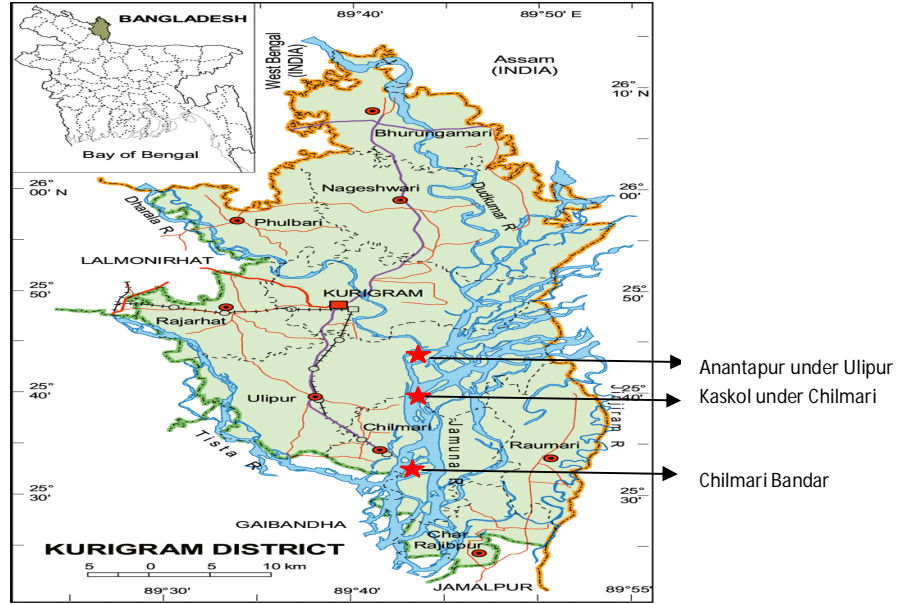 89°40'
89°50' E
BANGLADESH
Bay of Bengal
West Bengal
(INDIA)
Assam
(INDIA)
26°
10' N
Bhurungamari
26°
00' N
Nageshwari
Dudkumar R
Dharala R
Phulbari
LALMONIRHAT
25°
50'
KURIGRAM
25°
50'
Rajarhat
Anantapur under Ulipur
25°
40'
Ulipur
25°
40'
Kaskol under Chilmari
Chilmari
Jamuna R
Raumari
Tista R
25°
30'
25°
30'
Chilmari Bandar
GAIBANDHA
Char
Rajibpur
KURIGRAM DISTRICT
5 0 5 10 km
JAMALPUR
89°30'
89°40'
89°55'